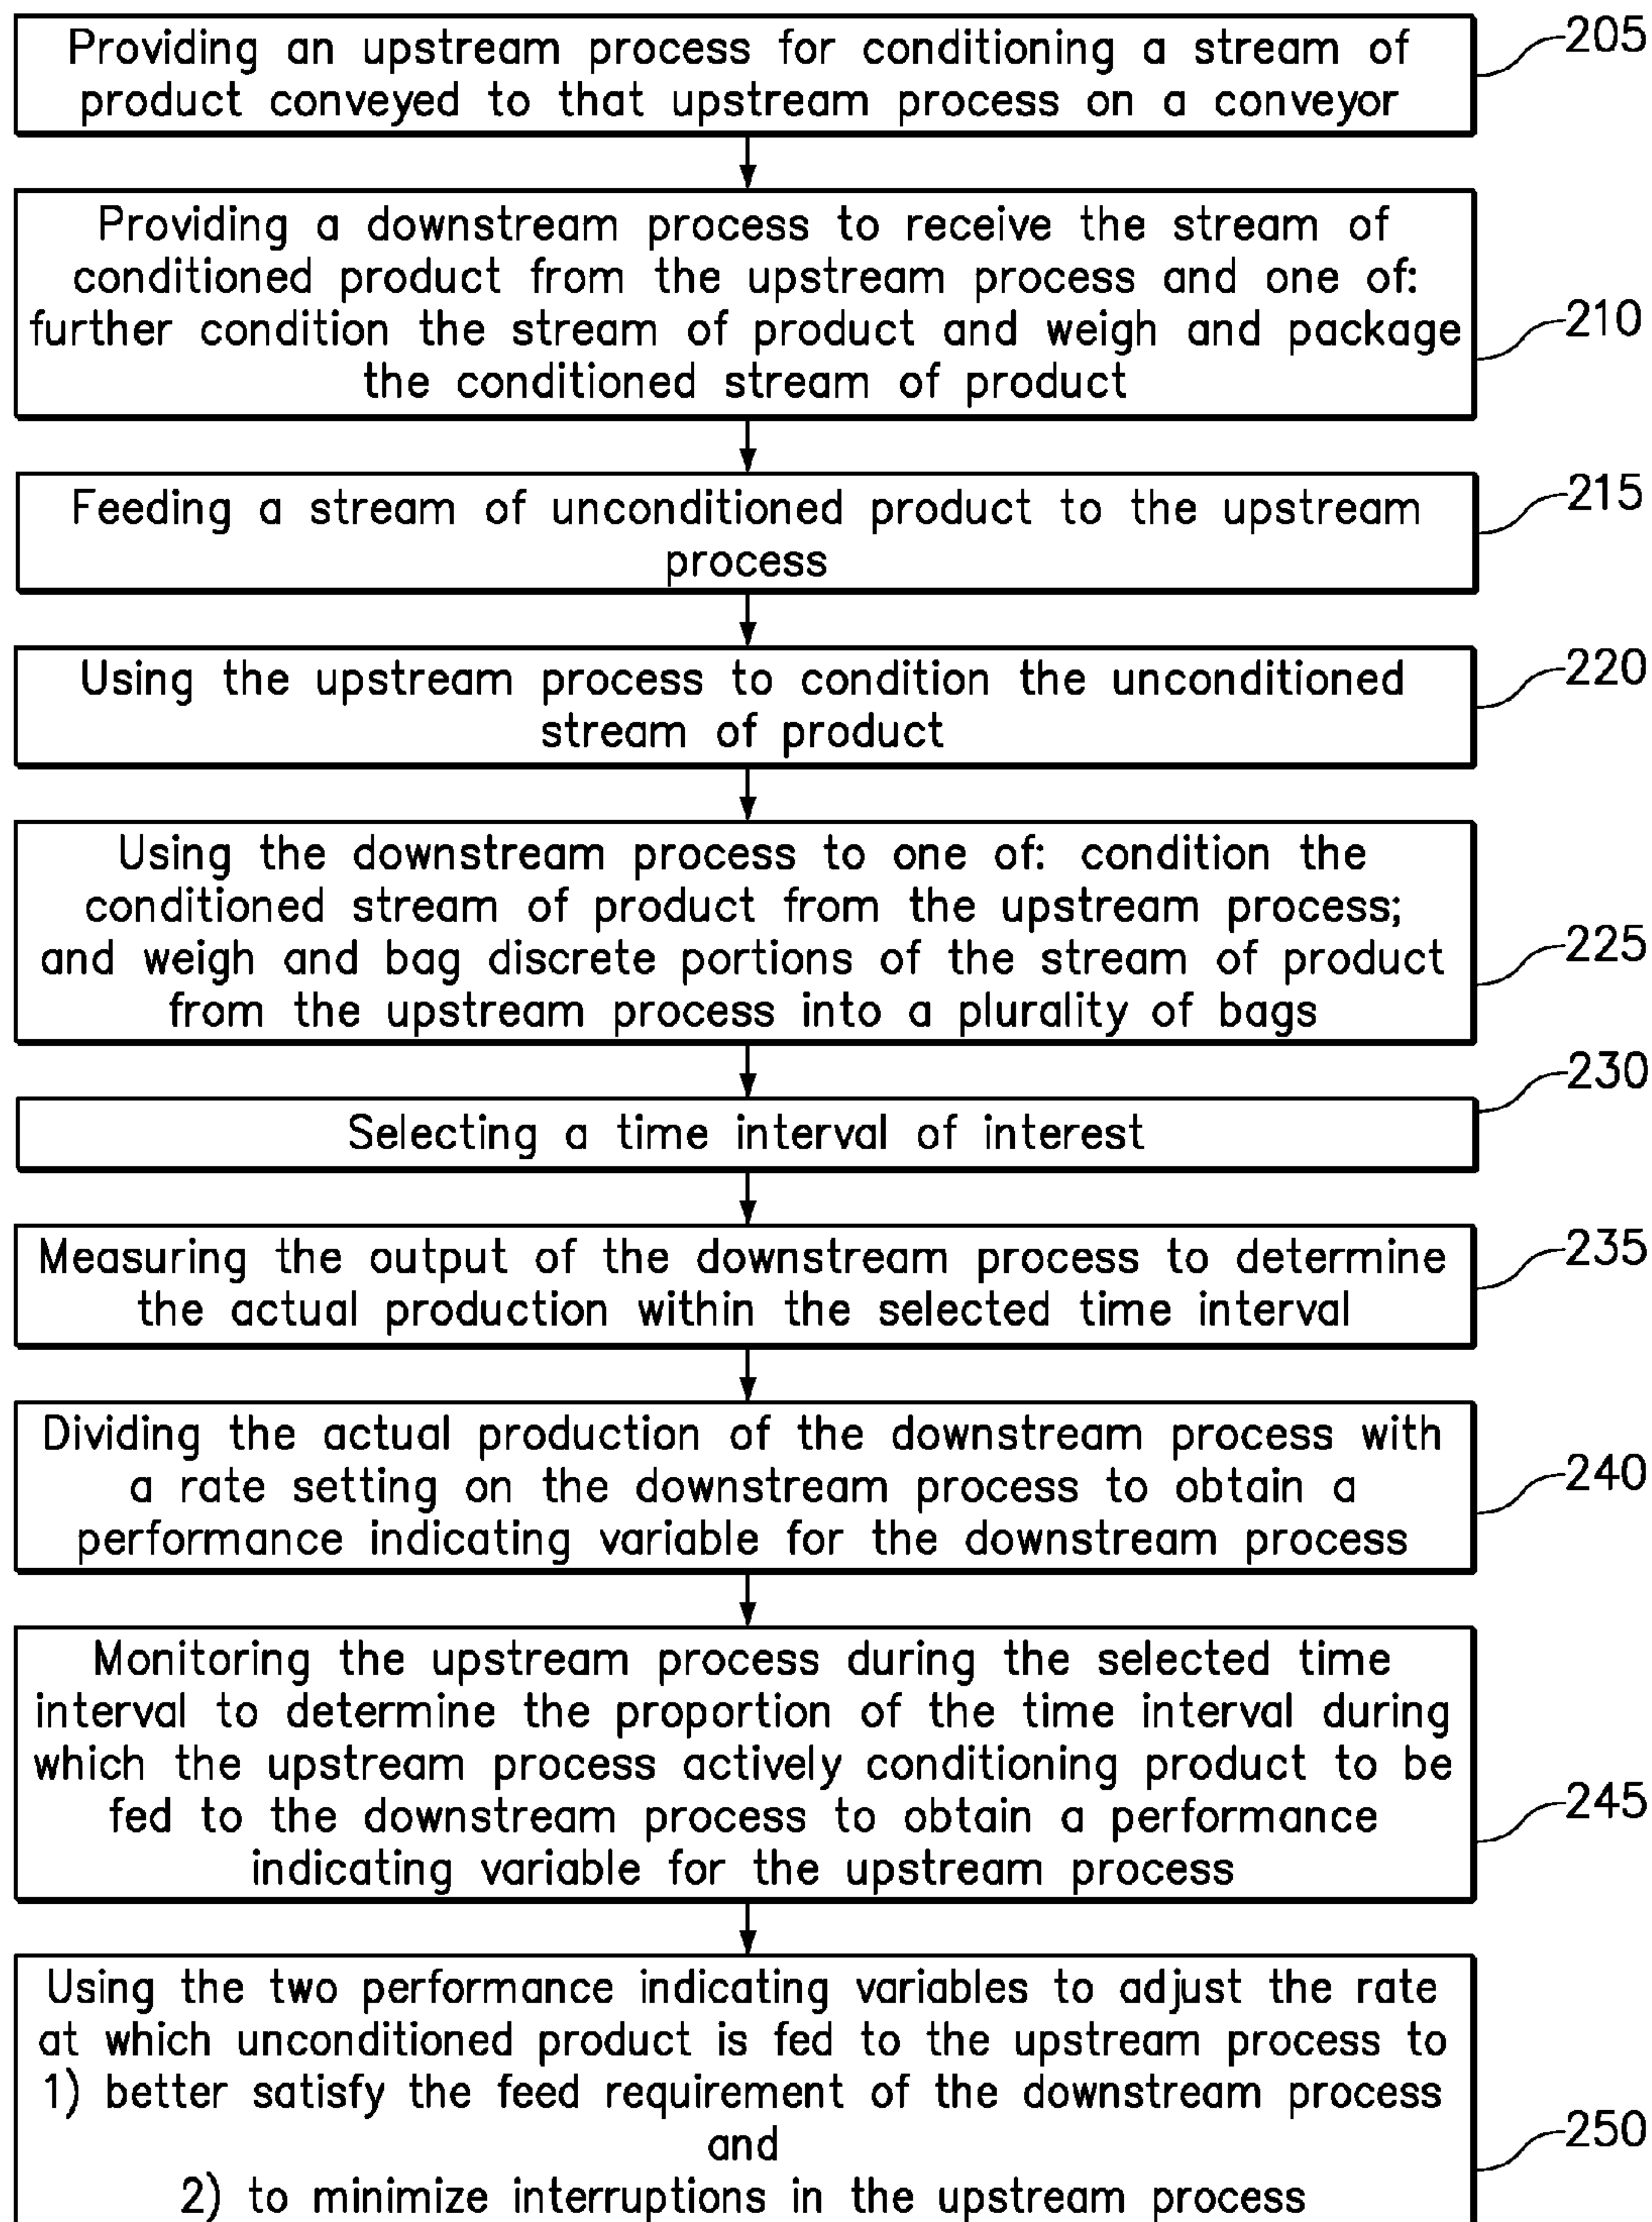 Providing an upstream process for conditioning a stream of
product conveyed to that upstream process on a conveyor
205
Providing a downstream process to receive the stream of
conditioned product from the upstream process and one of:
further condition the stream of product and weigh and package
the conditioned stream of product
210
Feeding a stream of unconditioned product to the upstream
process
215
Using the upstream process to condition the unconditioned
stream of product
220
Using the downstream process to one of: condition the
conditioned stream of product from the upstream process;
and weigh and bag discrete portions of the stream of product
from the upstream process into a plurality of bags
225
Selecting a time interval of interest
230
Measuring the output of the downstream process to determine
the actual production within the selected time interval
235
Dividing the actual production of the downstream process with
a rate setting on the downstream process to obtain a
performance indicating variable for the downstream process
240
Monitoring the upstream process during the selected time
interval to determine the proportion of the time interval during
which the upstream process actively conditioning product to be
fed to the downstream process to obtain a performance
indicating variable for the upstream process
245
Using the two performance indicating variables to adjust the rate
at which unconditioned product is fed to the upstream process to
1) better satisfy the feed requirement of the downstream process
and
2) to minimize interruptions in the upstream process
250